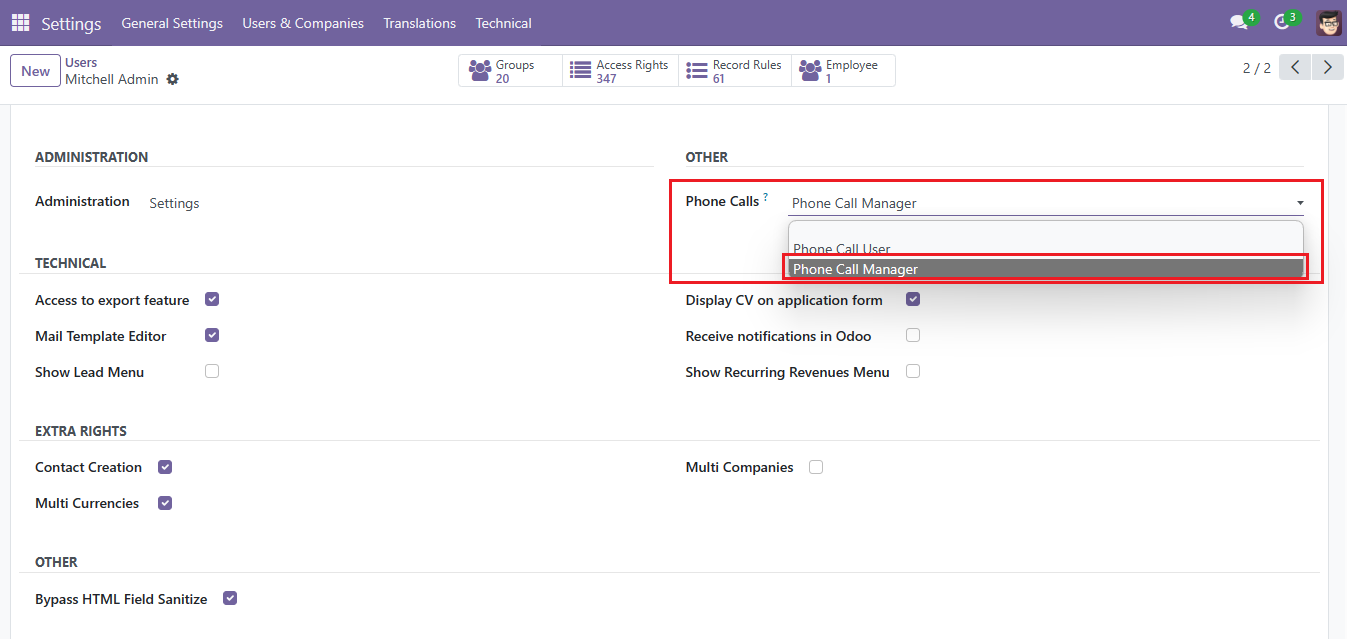 Settings General Settings Users & Companies Translations Technical 4 3
New Users Groups Access Rights Record Rules Employee 2 / 2
Mitchell Admin 20 347 61 1
ADMINISTRATION OTHER
Administration Settings Phone Calls ? Phone Call Manager
Phone Call User
TECHNICAL Phone Call Manager
Access to export feature Display CV on application form
Mail Template Editor Receive notifications in Odoo
Show Lead Menu Show Recurring Revenues Menu
EXTRA RIGHTS
Contact Creation Multi Companies
Multi Currencies
OTHER
Bypass HTML Field Sanitize